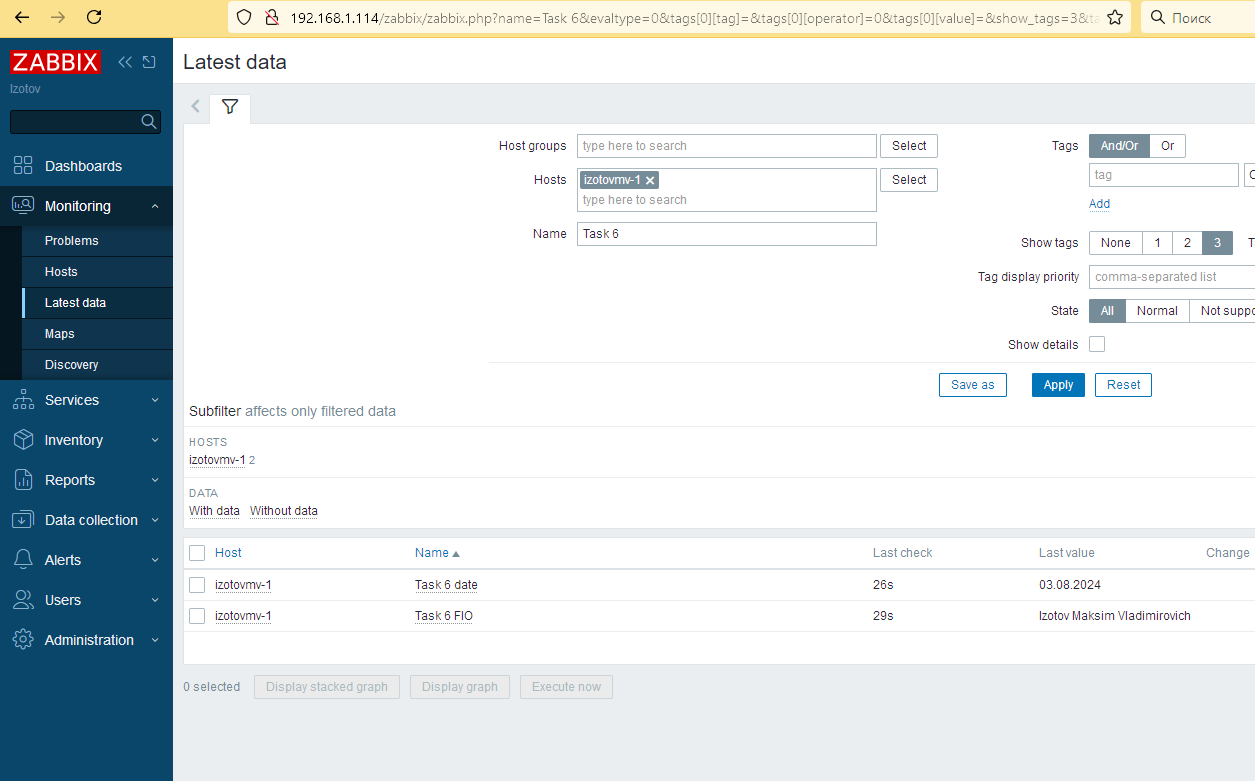 192.168.1.114/zabbix/zabbix.php?name=Task 6&evaltype=0&tags[0][tag]=&tags[0][operator]=0&tags[0][value]=&show_tags=3&ta
Поиск
ZABBIX
Izotov
Dashboards
Monitoring
Problems
Hosts
Latest data
Maps
Discovery
Services
Inventory
Reports
Data collection
Alerts
Users
Administration
Latest data
Host groups type here to search Select
Hosts izotovmv-1 Select
type here to search
Name Task 6
Tags And/Or Or
tag
Add
Show tags None 1 2 3
Tag display priority comma-separated list
State All Normal Not suppo
Show details
Save as Apply Reset
Subfilter affects only filtered data
HOSTS
izotovmv-1 2
DATA
With data Without data
Host Name Last check Last value Change
izotovmv-1 Task 6 date 26s 03.08.2024
izotovmv-1 Task 6 FIO 29s Izotov Maksim Vladimirovich
0 selected Display stacked graph Display graph Execute now